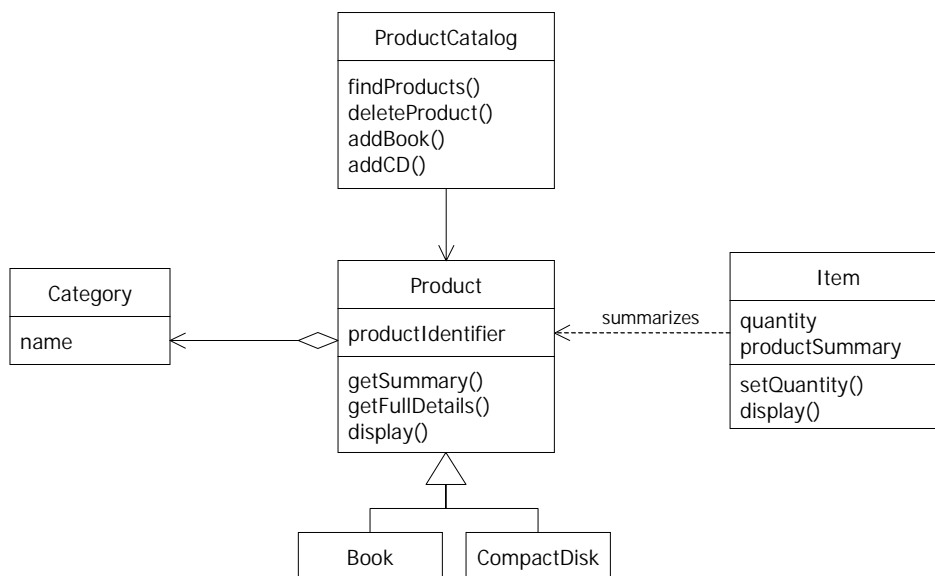 ProductCatalog
findProducts()
deleteProduct()
addBook()
addCD()
Category
name
Product
productIdentifier
getSummary()
getFullDetails()
display()
summarizes
Item
quantity
productSummary
setQuantity()
display()
Book
CompactDisk